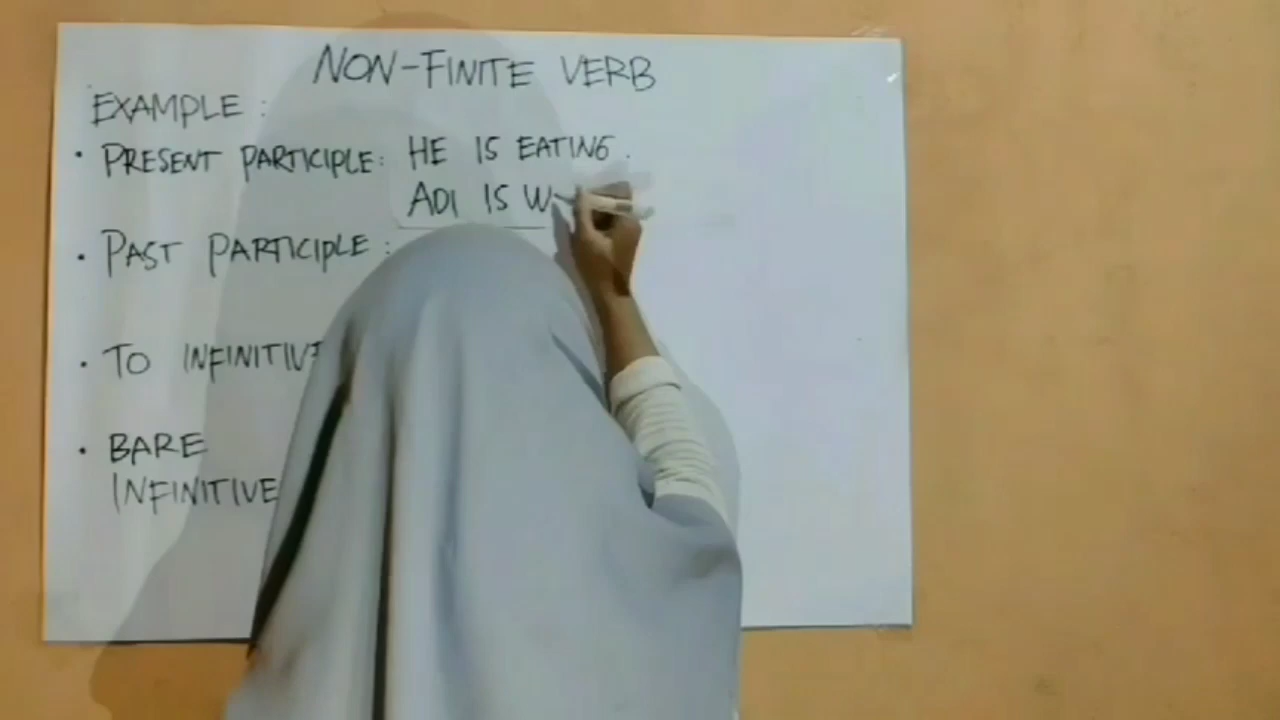 NON-FINITE VERB
EXAMPLE :
• PRESENT PARTICIPLE: HE IS EATING.
ADI IS W
• PAST PARTICIPLE :
• TO INFINITIVE
• BARE
INFINITIVE